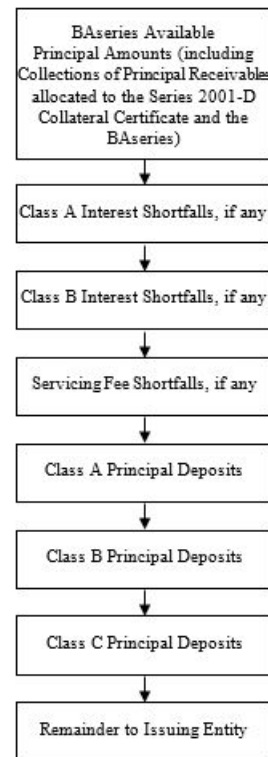 BAseries Available
Principal Amounts (including
Collections of Principal Receivables
allocated to the Series 2001-D
Collateral Certificate and the
BAseries)
Class A Interest Shortfalls, if any
Class B Interest Shortfalls, if any
Servicing Fee Shortfalls, if any
Class A Principal Deposits
Class B Principal Deposits
Class C Principal Deposits
Remainder to Issuing Entity